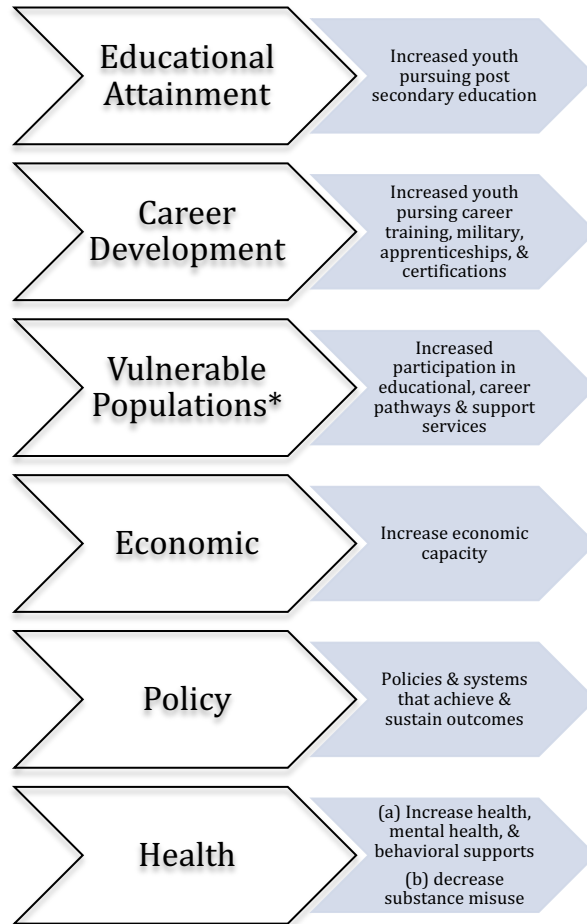 Educational
Attainment
Increased youth
pursuing post
secondary education
Career
Development
Increased youth
pursing career
training, military,
apprenticeships, &
certifications
Vulnerable
Populations*
Increased
participation in
educational, career
pathways & support
services
Economic
Increase economic
capacity
Policy
Policies & systems
that achieve &
sustain outcomes
Health
(a) Increase health,
mental health, &
behavioral supports
(b) decrease
substance misuse